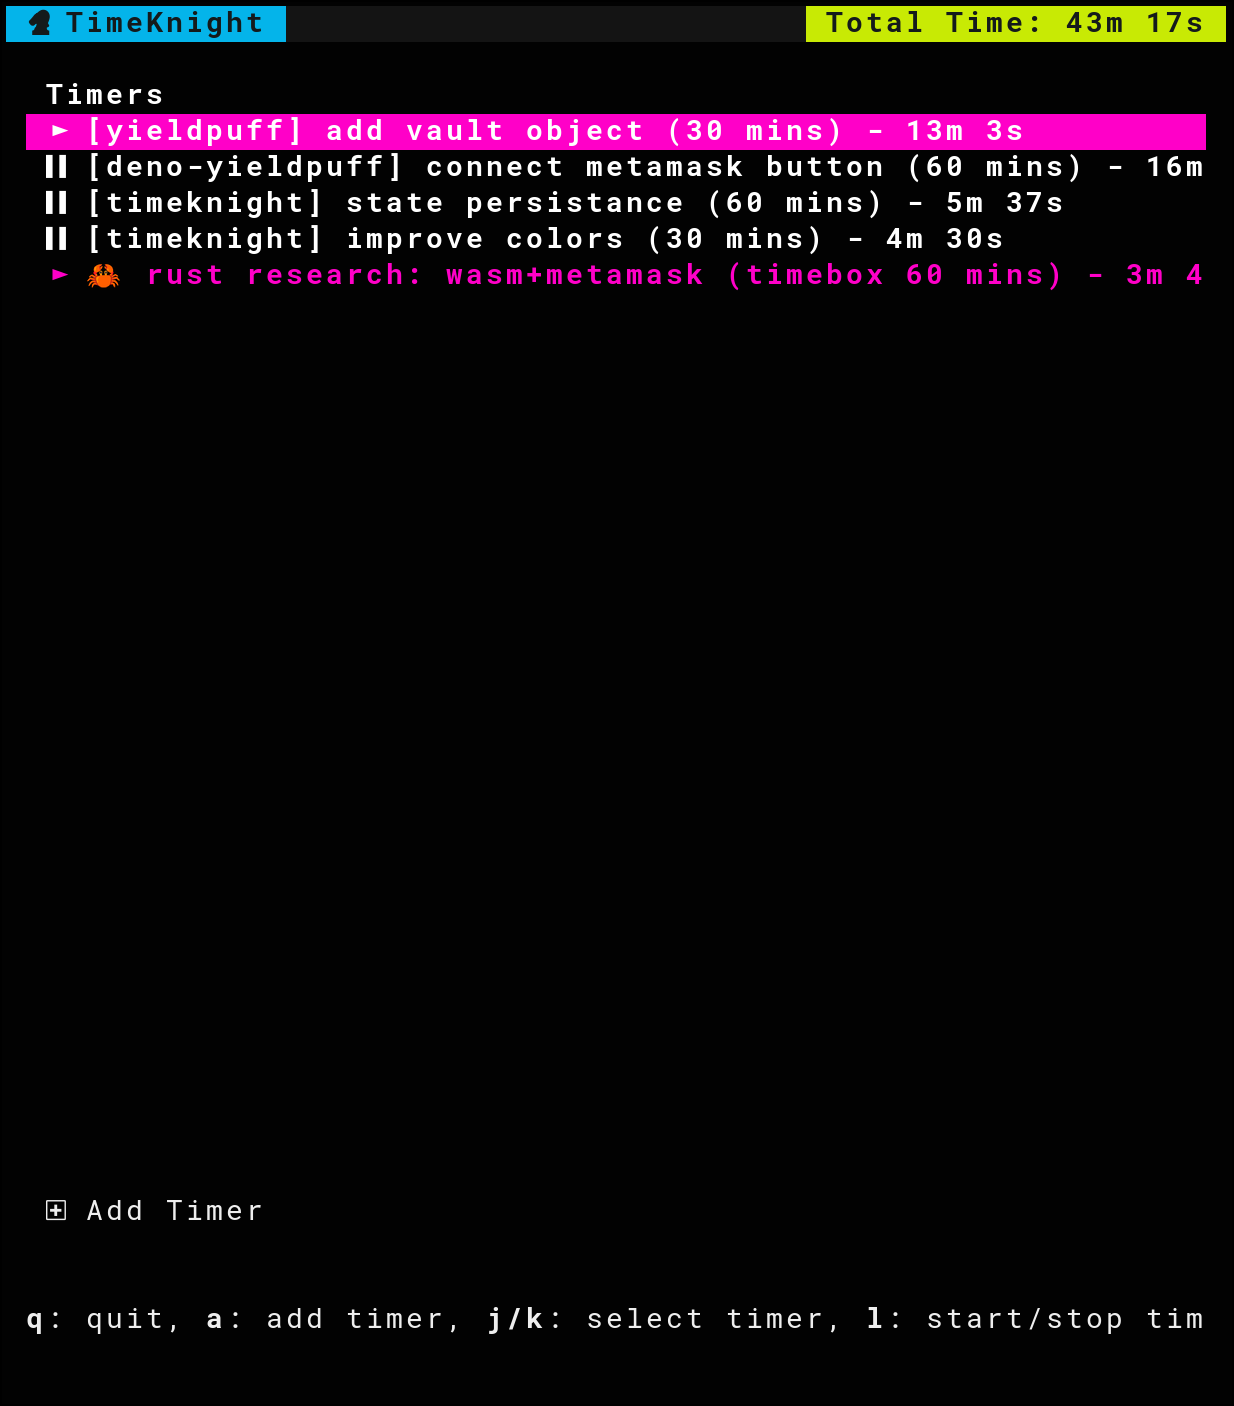 ♞ TimeKnight
Total Time: 43m 17s
Timers
► [yieldpuff] add vault object (30 mins) - 13m 3s
⏸ [deno-yieldpuff] connect metamask button (60 mins) - 16m
⏸ [timeknight] state persistance (60 mins) - 5m 37s
⏸ [timeknight] improve colors (30 mins) - 4m 30s
► 🦀 rust research: wasm+metamask (timebox 60 mins) - 3m 4
⊞ Add Timer
q: quit, a: add timer, j/k: select timer, l: start/stop tim